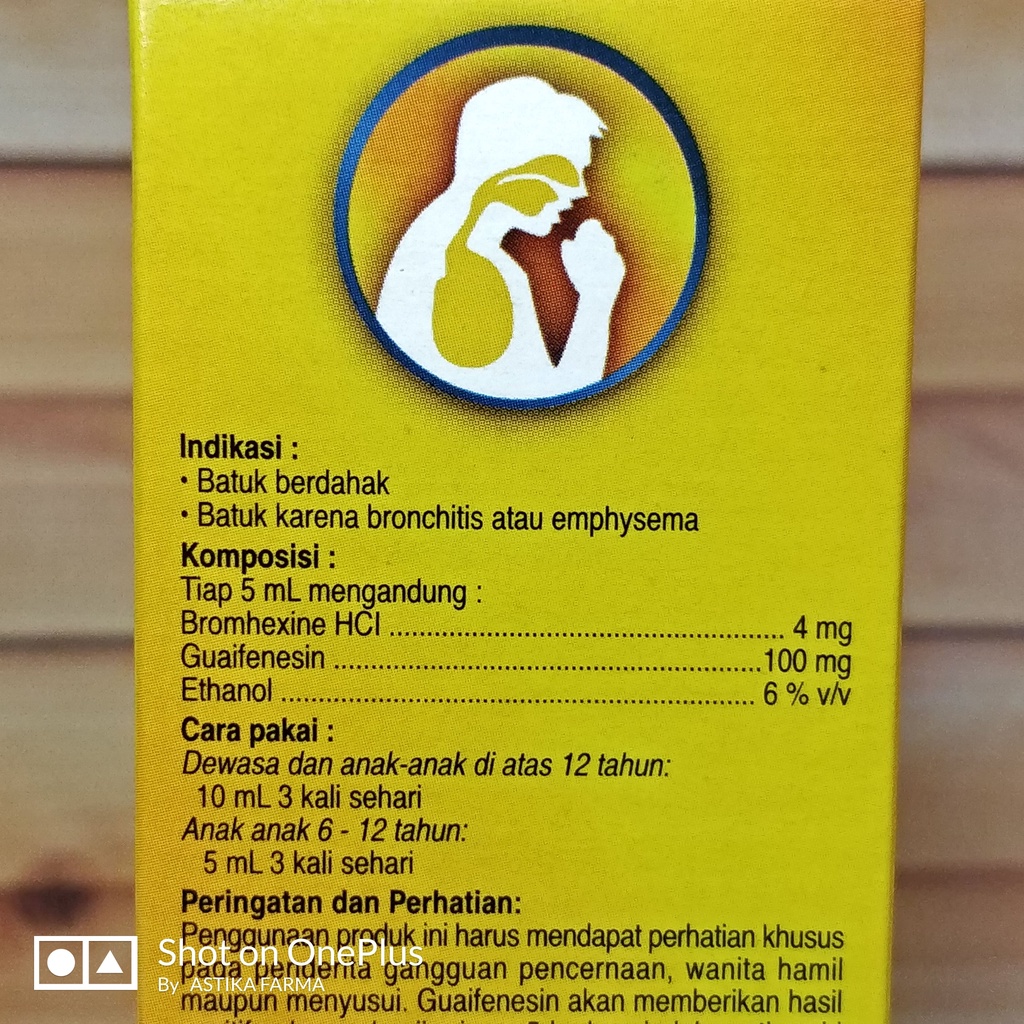 Indikasi :
• Batuk berdahak
• Batuk karena bronchitis atau emphysema
Komposisi :
Tiap 5 mL mengandung :
Bromhexine HCl ........................................................ 4 mg
Guaifenesin .............................................................100 mg
Ethanol .................................................................... 6 % v/v
Cara pakai :
Dewasa dan anak-anak di atas 12 tahun:
10 mL 3 kali sehari
Anak anak 6 - 12 tahun:
5 mL 3 kali sehari
Peringatan dan Perhatian:
Penggunaan produk ini harus mendapat perhatian khusus
pada penderita gangguan pencernaan, wanita hamil
maupun menyusui. Guaifenesin akan memberikan hasil
Shot on OnePlus
By ASTIKA FARMA